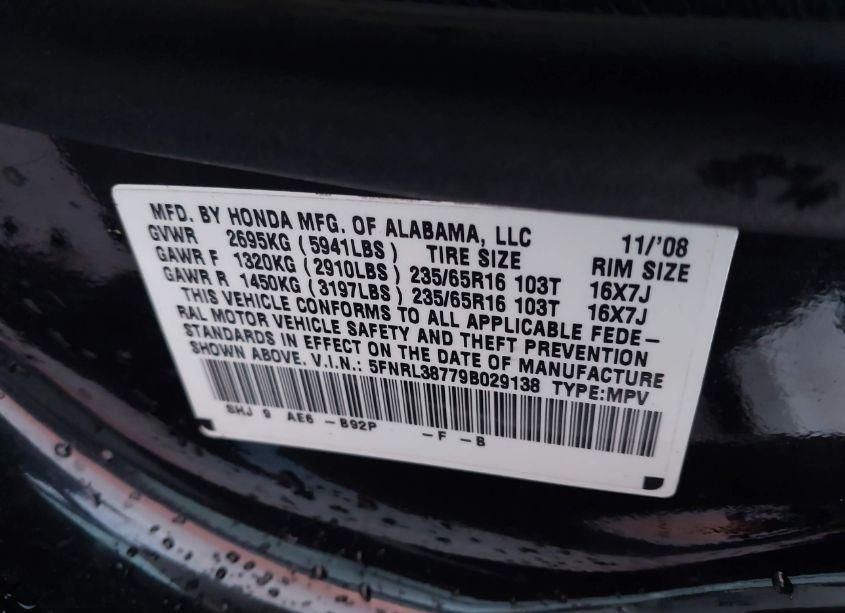 MFD. BY HONDA MFG. OF ALABAMA, LLC 11/'08
GVWR 2695KG (5941LBS) TIRE SIZE RIM SIZE
GAWR F 1320KG (2910LBS) 235/65R16 103T 16X7J
GAWR R 1450KG (3197LBS) 235/65R16 103T 16X7J
THIS VEHICLE CONFORMS TO ALL APPLICABLE FEDE-
RAL MOTOR VEHICLE SAFETY AND THEFT PREVENTION
STANDARDS IN EFFECT ON THE DATE OF MANUFACTURE
SHOWN ABOVE. V.I.N.: 5FNRL38779B029138 TYPE:MPV
SHJ 9 AE6 -B92P -F -B